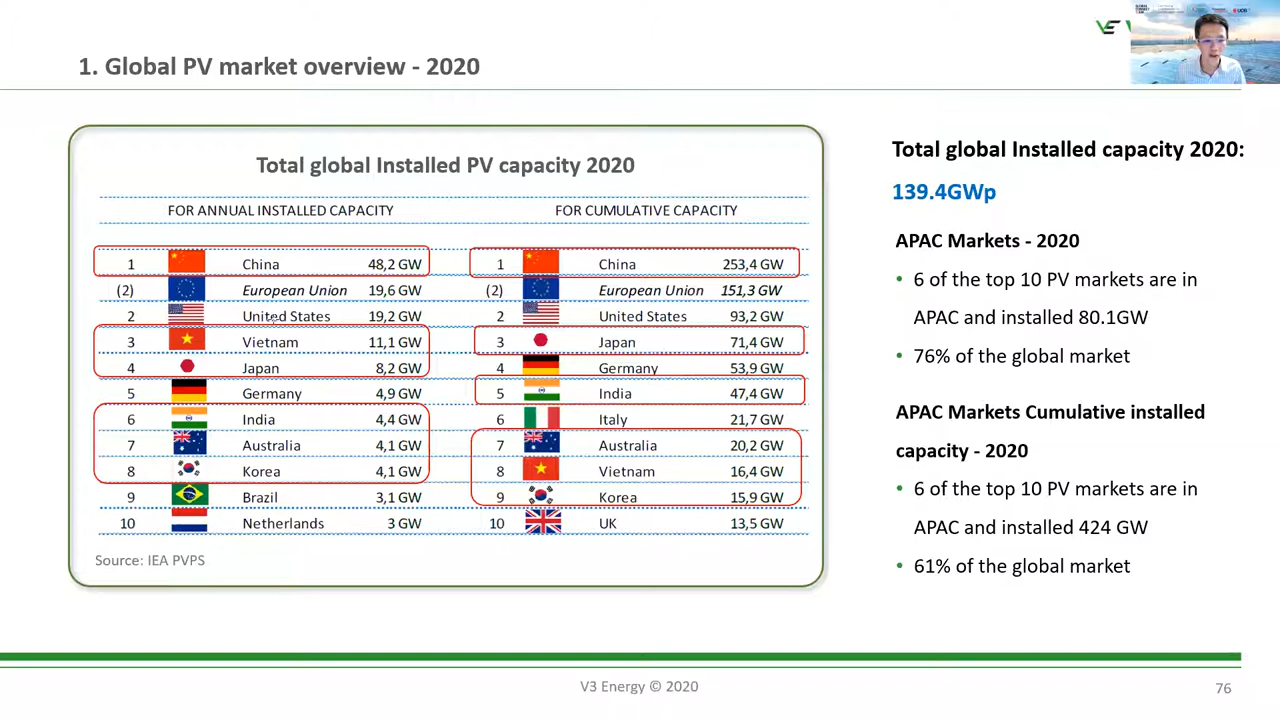 1. Global PV market overview - 2020
Total global Installed PV capacity 2020
FOR ANNUAL INSTALLED CAPACITY
1 China 48,2 GW
(2) European Union 19,6 GW
2 United States 19,2 GW
3 Vietnam 11,1 GW
4 Japan 8,2 GW
5 Germany 4,9 GW
6 India 4,4 GW
7 Australia 4,1 GW
8 Korea 4,1 GW
9 Brazil 3,1 GW
10 Netherlands 3 GW
FOR CUMULATIVE CAPACITY
1 China 253,4 GW
(2) European Union 151,3 GW
2 United States 93,2 GW
3 Japan 71,4 GW
4 Germany 53,9 GW
5 India 47,4 GW
6 Italy 21,7 GW
7 Australia 20,2 GW
8 Vietnam 16,4 GW
9 Korea 15,9 GW
10 UK 13,5 GW
Source: IEA PVPS
Total global Installed capacity 2020:
139.4GWp
APAC Markets - 2020
• 6 of the top 10 PV markets are in
APAC and installed 80.1GW
• 76% of the global market
APAC Markets Cumulative installed
capacity - 2020
• 6 of the top 10 PV markets are in
APAC and installed 424 GW
• 61% of the global market
V3 Energy © 2020
76